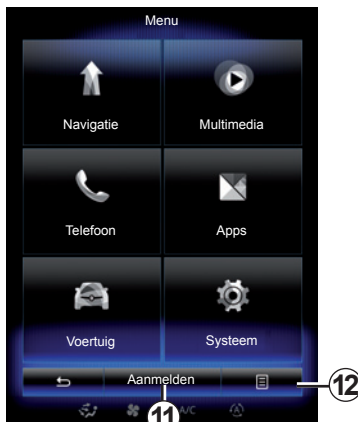 Menu
Navigatie Multimedia
Telefoon Apps
Voertuig Systeem
Aanmelden
12
11 A/C